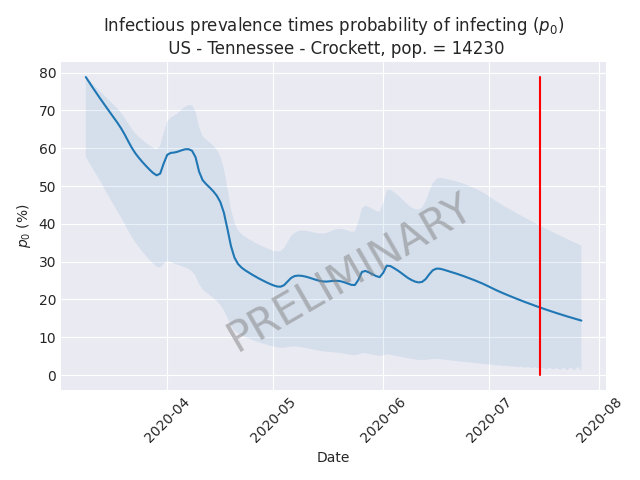 Infectious prevalence times probability of infecting (p₀)
US - Tennessee - Crockett, pop. = 14230
80
70
60
50
40
30
20
10
0
p₀ (%)
PRELIMINARY
2020-04
2020-05
2020-06
2020-07
2020-08
Date